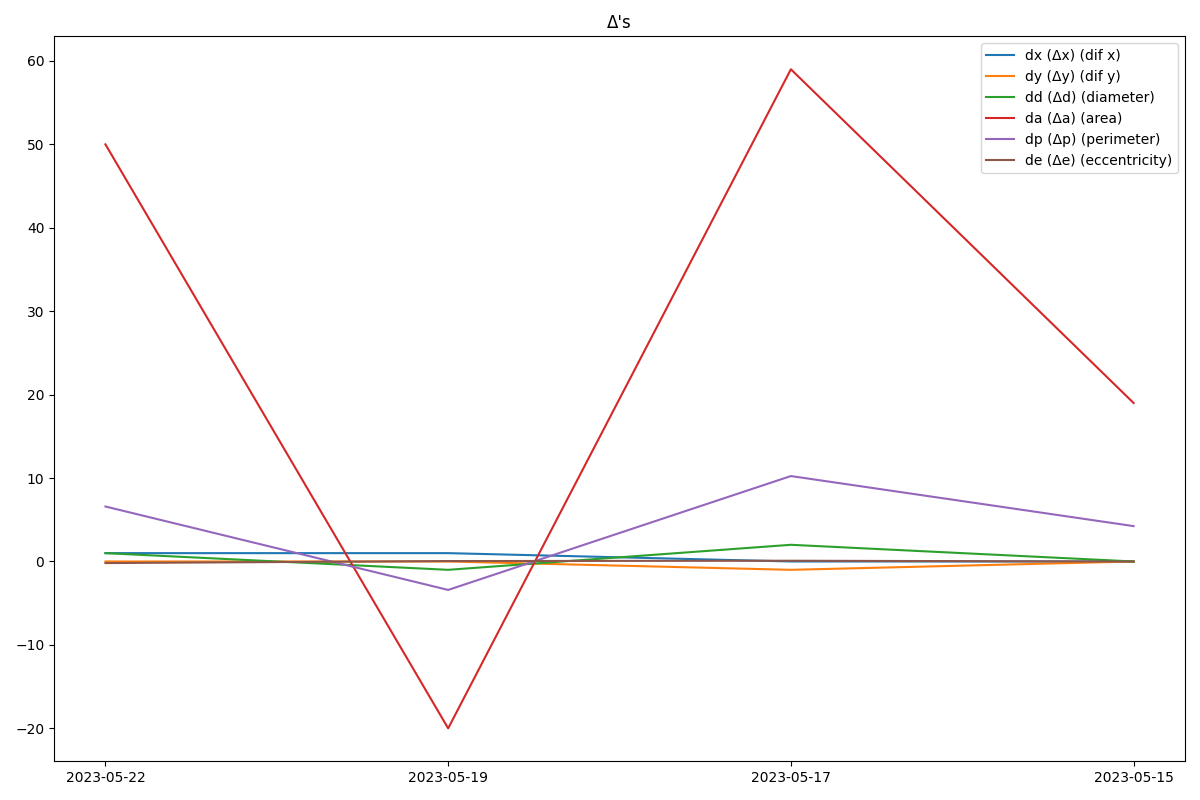 Δ's
60
50
40
30
20
10
0
−10
−20
2023-05-22
2023-05-19
2023-05-17
2023-05-15
dx (Δx) (dif x)
dy (Δy) (dif y)
dd (Δd) (diameter)
da (Δa) (area)
dp (Δp) (perimeter)
de (Δe) (eccentricity)